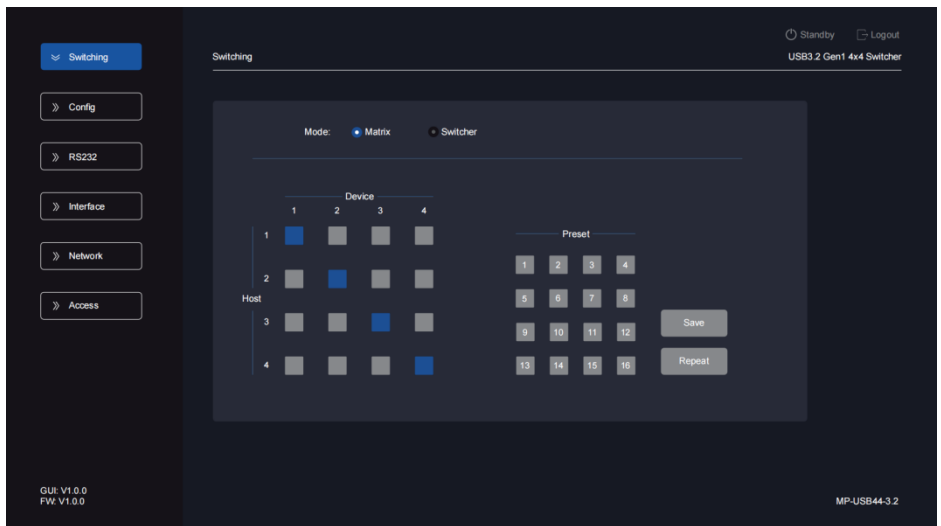 Standby Logout
Switching Switching USB3.2 Gen1 4x4 Switcher
Config
Mode: Matrix Switcher
RS232
Device
1 2 3 4
Interface
1
Preset
Network
1 2 3 4
2
Host
5 6 7 8
Access
3
Save
9 10 11 12
4
Repeat
13 14 15 16
GUI: V1.0.0
FW: V1.0.0
MP-USB44-3.2